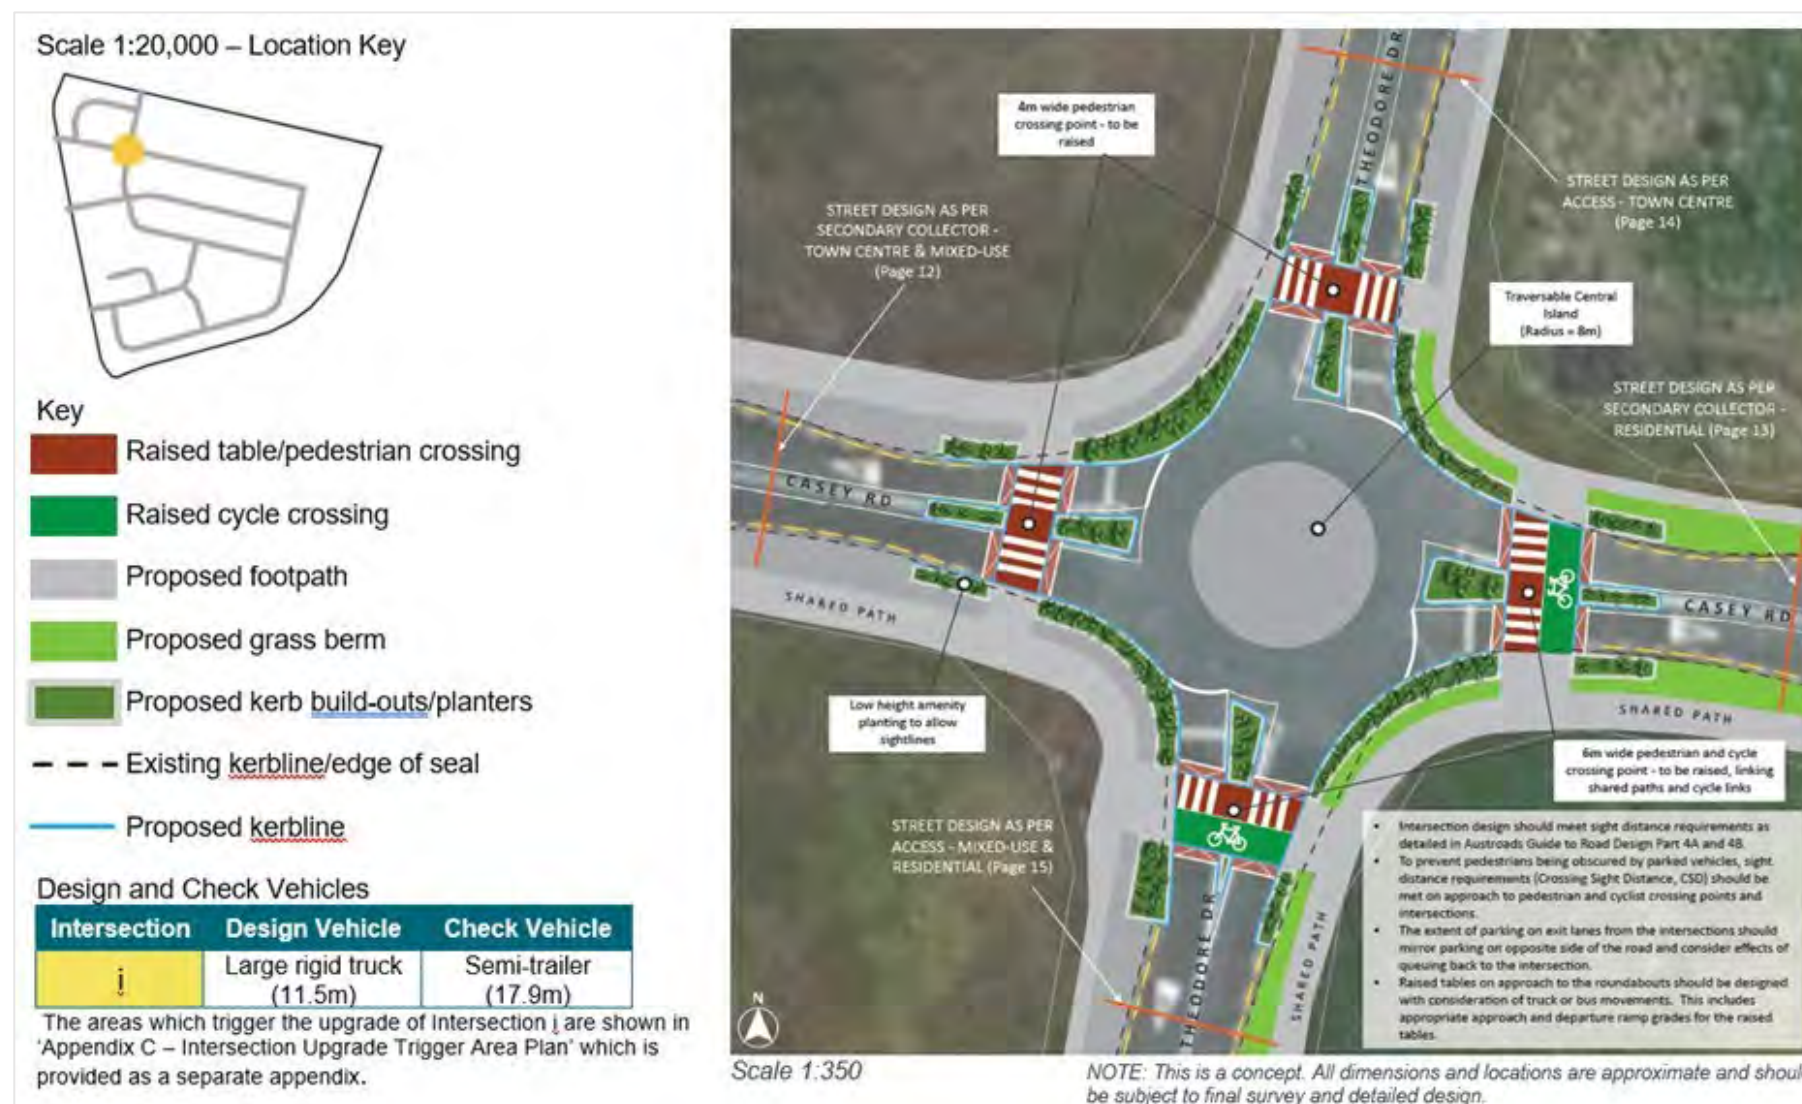 Scale 1:20,000 – Location Key
Key
Raised table/pedestrian crossing
Raised cycle crossing
Proposed footpath
Proposed grass berm
Proposed kerb build-outs/planters
Existing kerbline/edge of seal
Proposed kerbline
Design and Check Vehicles
Intersection Design Vehicle Check Vehicle
i Large rigid truck (11.5m) Semi-trailer (17.9m)
The areas which trigger the upgrade of Intersection i are shown in
'Appendix C – Intersection Upgrade Trigger Area Plan' which is
provided as a separate appendix.
THEODORE DR
4m wide pedestrian
crossing point - to be
raised
STREET DESIGN AS PER
ACCESS - TOWN CENTRE
(Page 14)
STREET DESIGN AS PER
SECONDARY COLLECTOR -
TOWN CENTRE & MIXED-USE
(Page 12)
Traversable Central
Island
(Radius = 8m)
STREET DESIGN AS PER
SECONDARY COLLECTOR -
RESIDENTIAL (Page 13)
CASEY RD
SHARED PATH
CASEY RD
SHARED PATH
Low height amenity
planting to allow
sightlines
6m wide pedestrian and cycle
crossing point - to be raised, linking
shared paths and cycle links
STREET DESIGN AS PER
ACCESS - MIXED-USE &
RESIDENTIAL (Page 15)
THEODORE DR
SHARED PATH
• Intersection design should meet sight distance requirements as
detailed in Austroads Guide to Road Design Part 4A and 4B.
• To prevent pedestrians being obscured by parked vehicles, sight
distance requirements (Crossing Sight Distance, CSD) should be
met on approach to pedestrian and cyclist crossing points and
intersections.
• The extent of parking on exit lanes from the intersections should
mirror parking on opposite side of the road and consider effects of
queuing back to the intersection.
• Raised tables on approach to the roundabouts should be designed
with consideration of truck or bus movements. This includes
appropriate approach and departure ramp grades for the raised
tables.
N
Scale 1:350
NOTE: This is a concept. All dimensions and locations are approximate and shoul
be subject to final survey and detailed design.